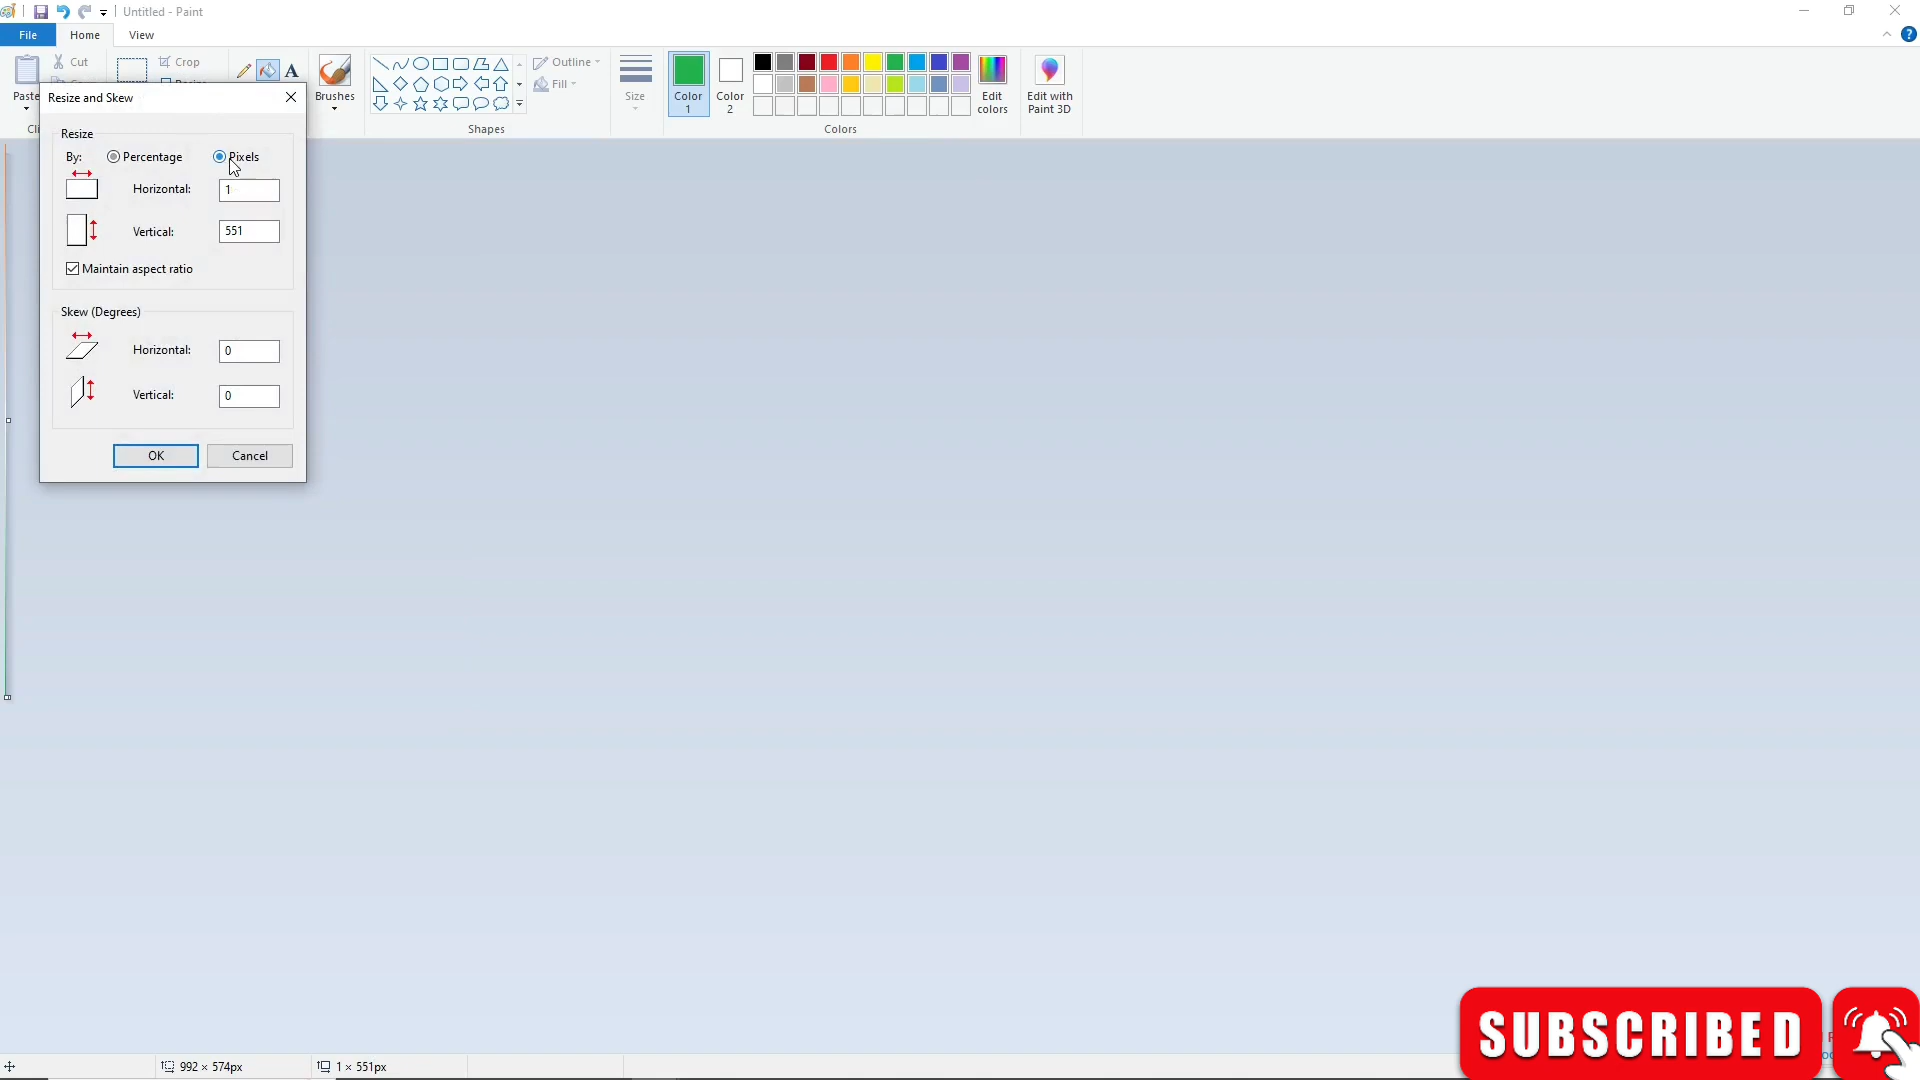 Untitled - Paint
File
Home
View
Cut
Crop
Paste
Brushes
Outline
Fill
Shapes
Size
Color
1
Color
2
Colors
Edit
colors
Edit with
Paint 3D
Resize and Skew
Resize
By:
Percentage
Pixels
Horizontal:
1
Vertical:
551
Maintain aspect ratio
Skew (Degrees)
Horizontal:
0
Vertical:
0
OK
Cancel
992 × 574px
1 × 551px
SUBSCRIBED